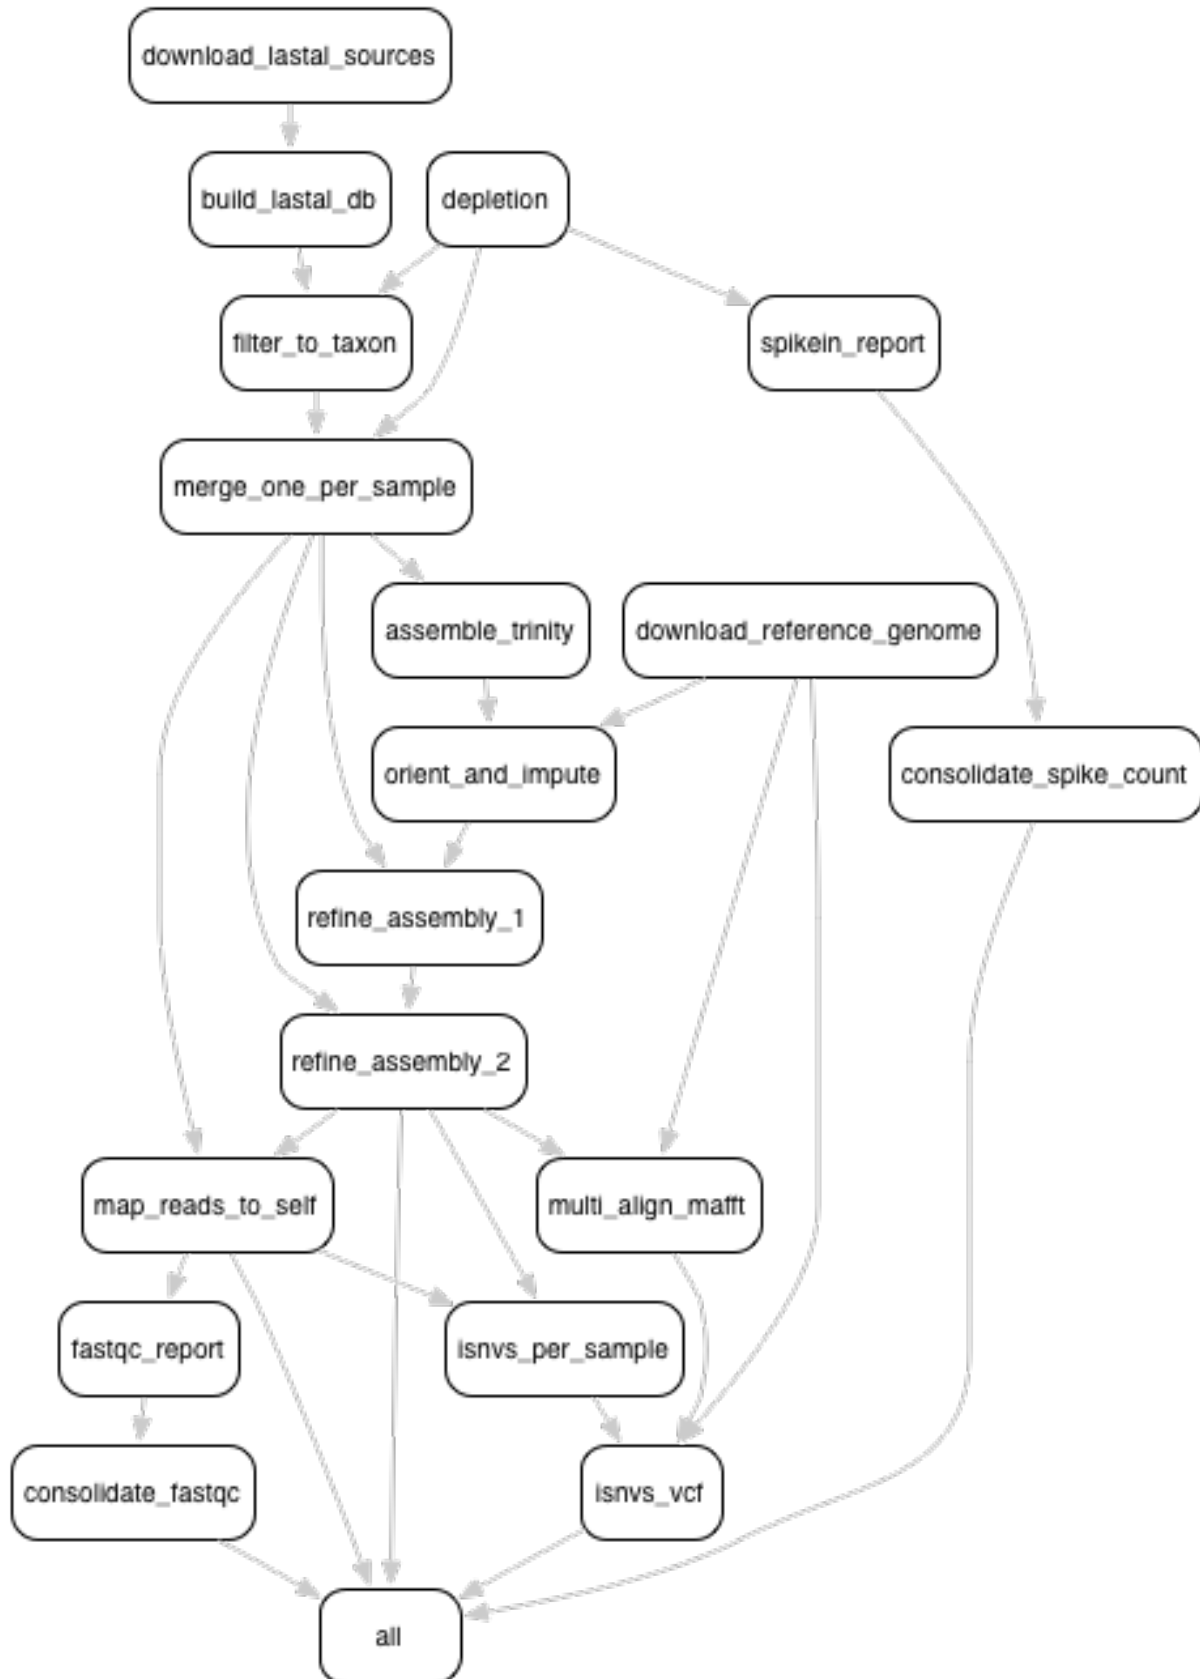 download_lastal_sources
build_lastal_db
depletion
filter_to_taxon
spikein_report
merge_one_per_sample
assemble_trinity
download_reference_genome
orient_and_impute
consolidate_spike_count
refine_assembly_1
refine_assembly_2
map_reads_to_self
multi_align_mafft
fastqc_report
isnvs_per_sample
consolidate_fastqc
isnvs_vcf
all